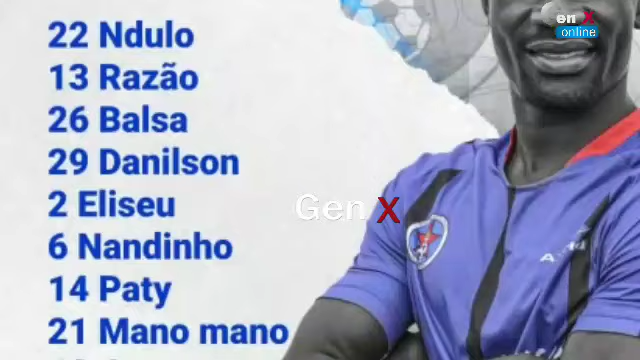 en X
online
22 Ndulo
13 Razão
26 Balsa
29 Danilson
2 Eliseu
6 Nandinho
14 Paty
21 Mano mano
Gen X